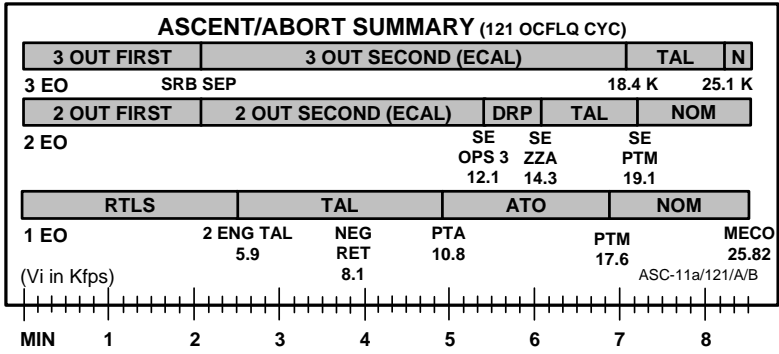 ASCENT/ABORT SUMMARY (121 OCFLQ CYC)
3 OUT FIRST 3 OUT SECOND (ECAL) TAL N
3 EO SRB SEP 18.4 K 25.1 K
2 OUT FIRST 2 OUT SECOND (ECAL) DRP TAL NOM
2 EO SE SE SE
OPS 3 ZZA PTM
12.1 14.3 19.1
RTLS TAL ATO NOM
1 EO 2 ENG TAL NEG PTA PTM MECO
5.9 RET 10.8 17.6 25.82
8.1
(Vi in Kfps) ASC-11a/121/A/B
MIN 1 2 3 4 5 6 7 8